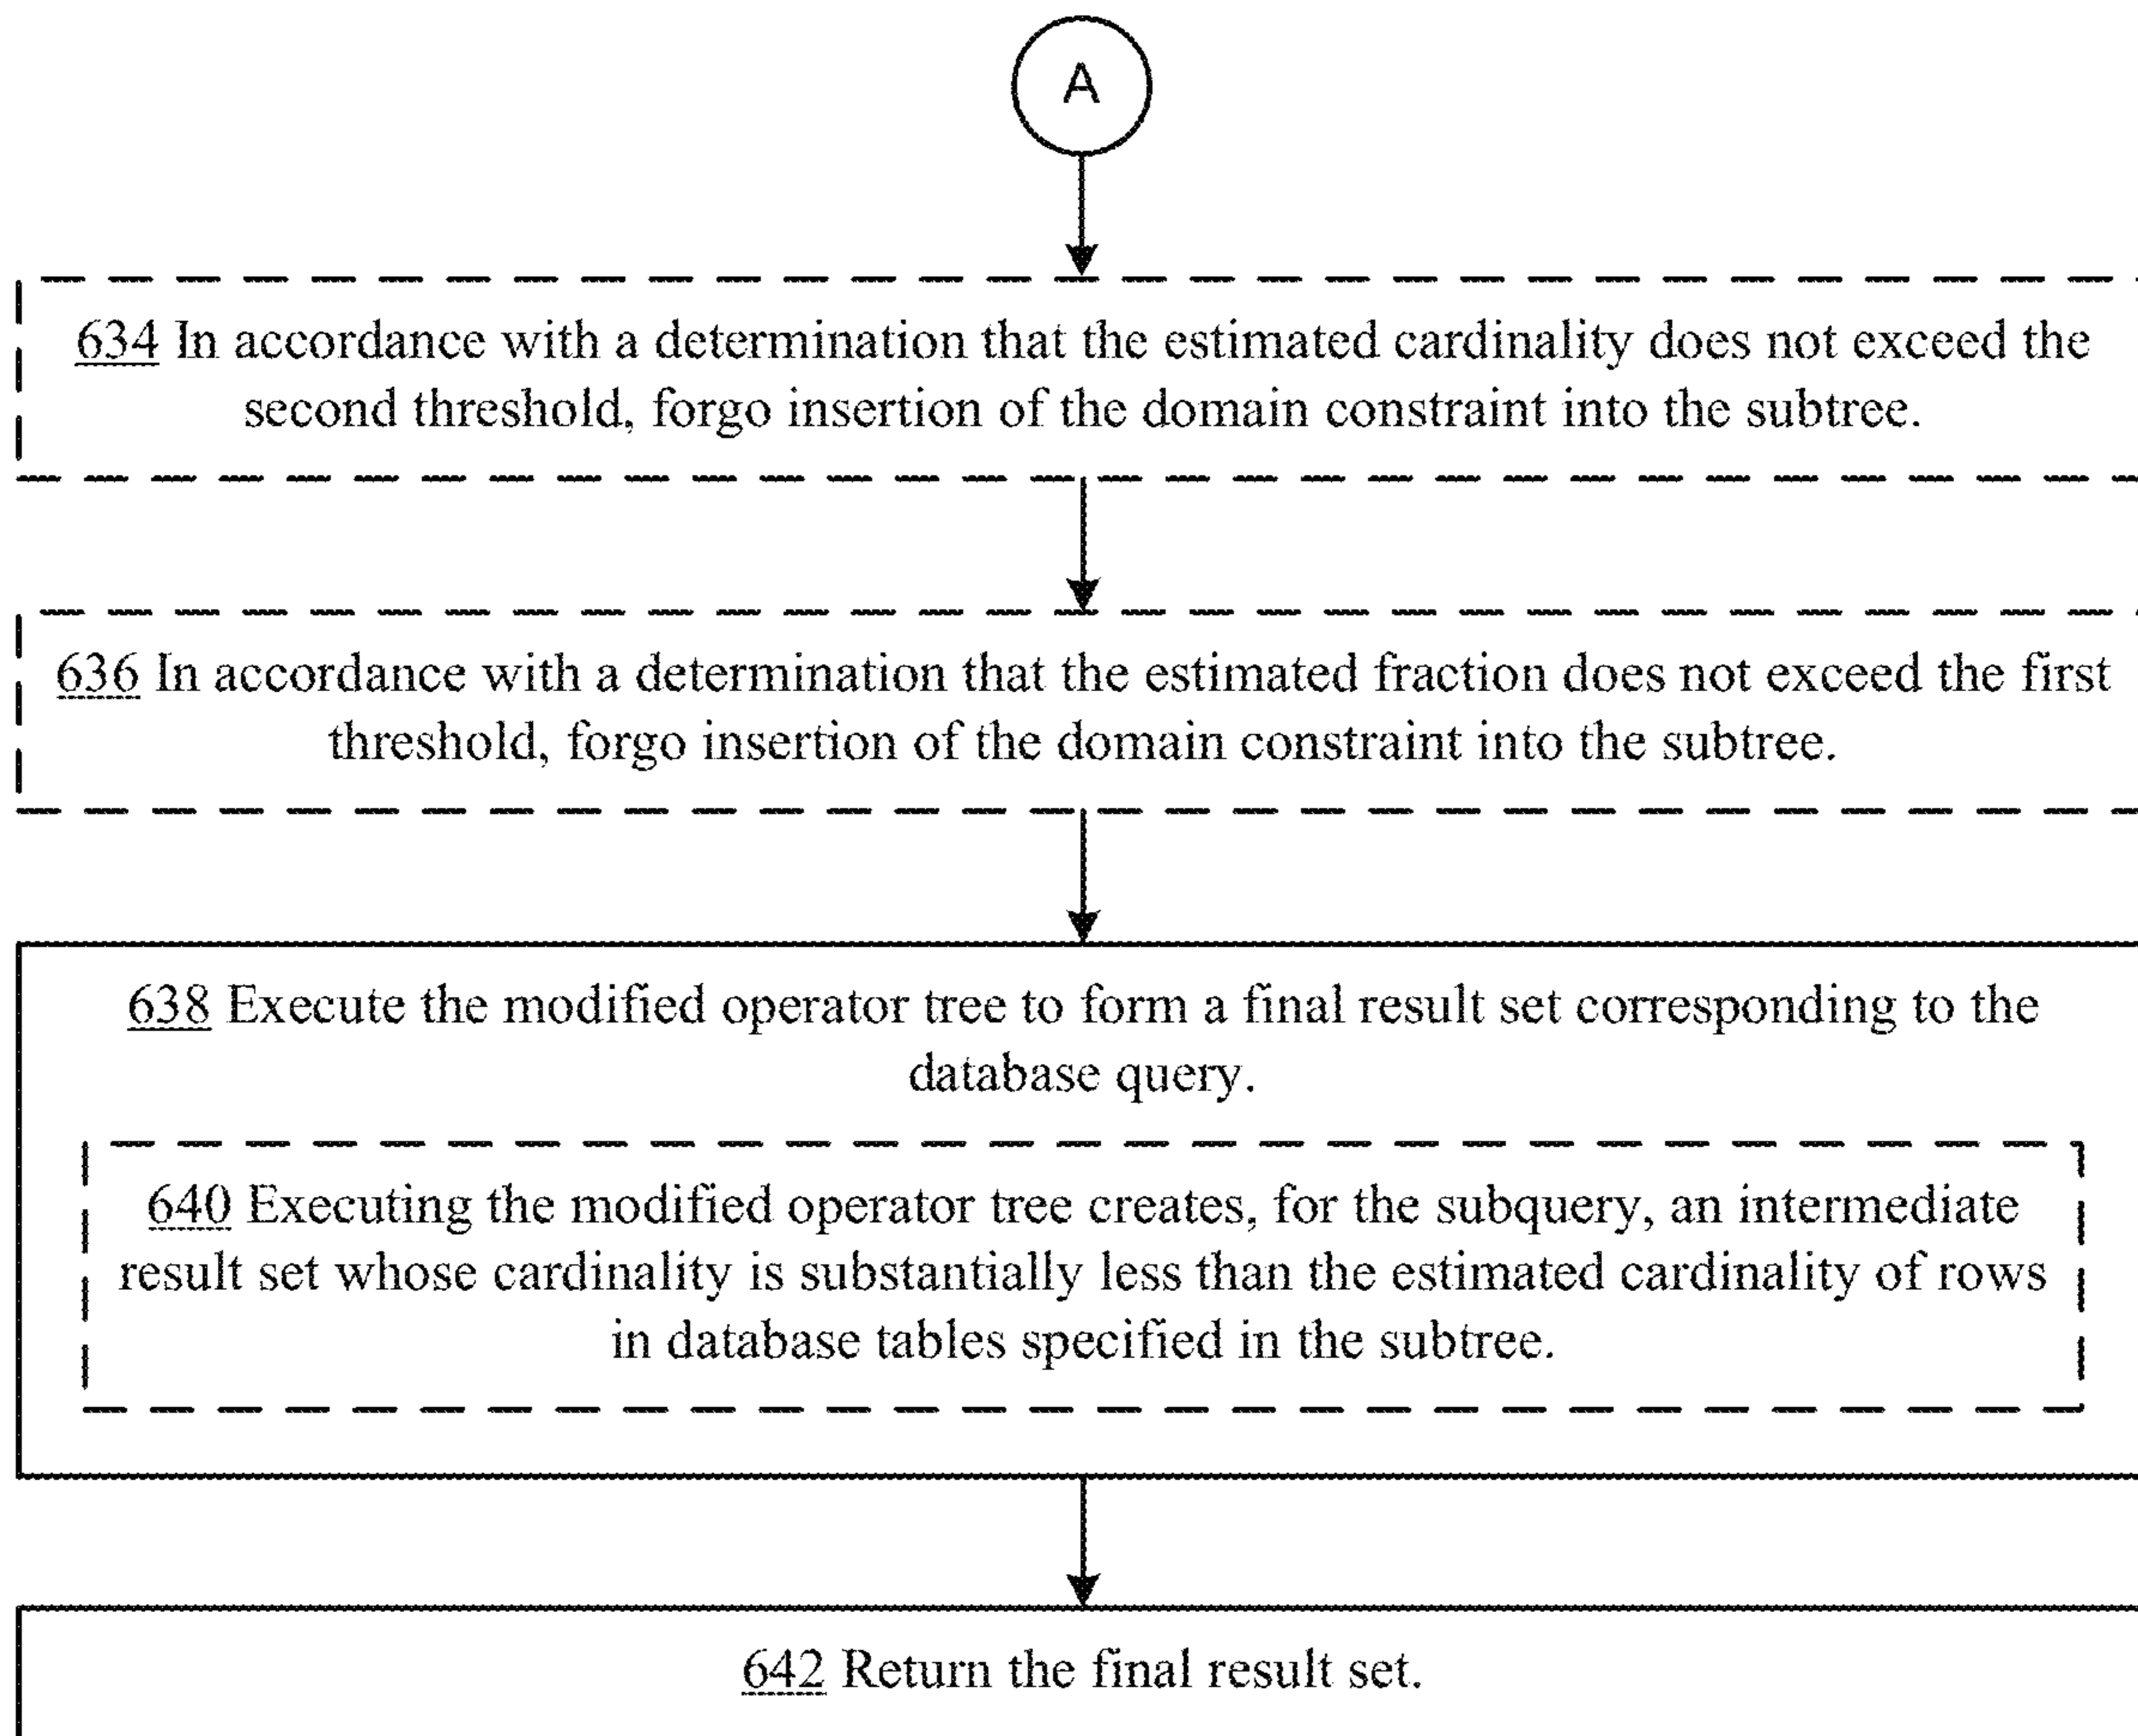 A
634 In accordance with a determination that the estimated cardinality does not exceed the
second threshold, forgo insertion of the domain constraint into the subtree.
636 In accordance with a determination that the estimated fraction does not exceed the first
threshold, forgo insertion of the domain constraint into the subtree.
638 Execute the modified operator tree to form a final result set corresponding to the
database query.
640 Executing the modified operator tree creates, for the subquery, an intermediate
result set whose cardinality is substantially less than the estimated cardinality of rows
in database tables specified in the subtree.
642 Return the final result set.